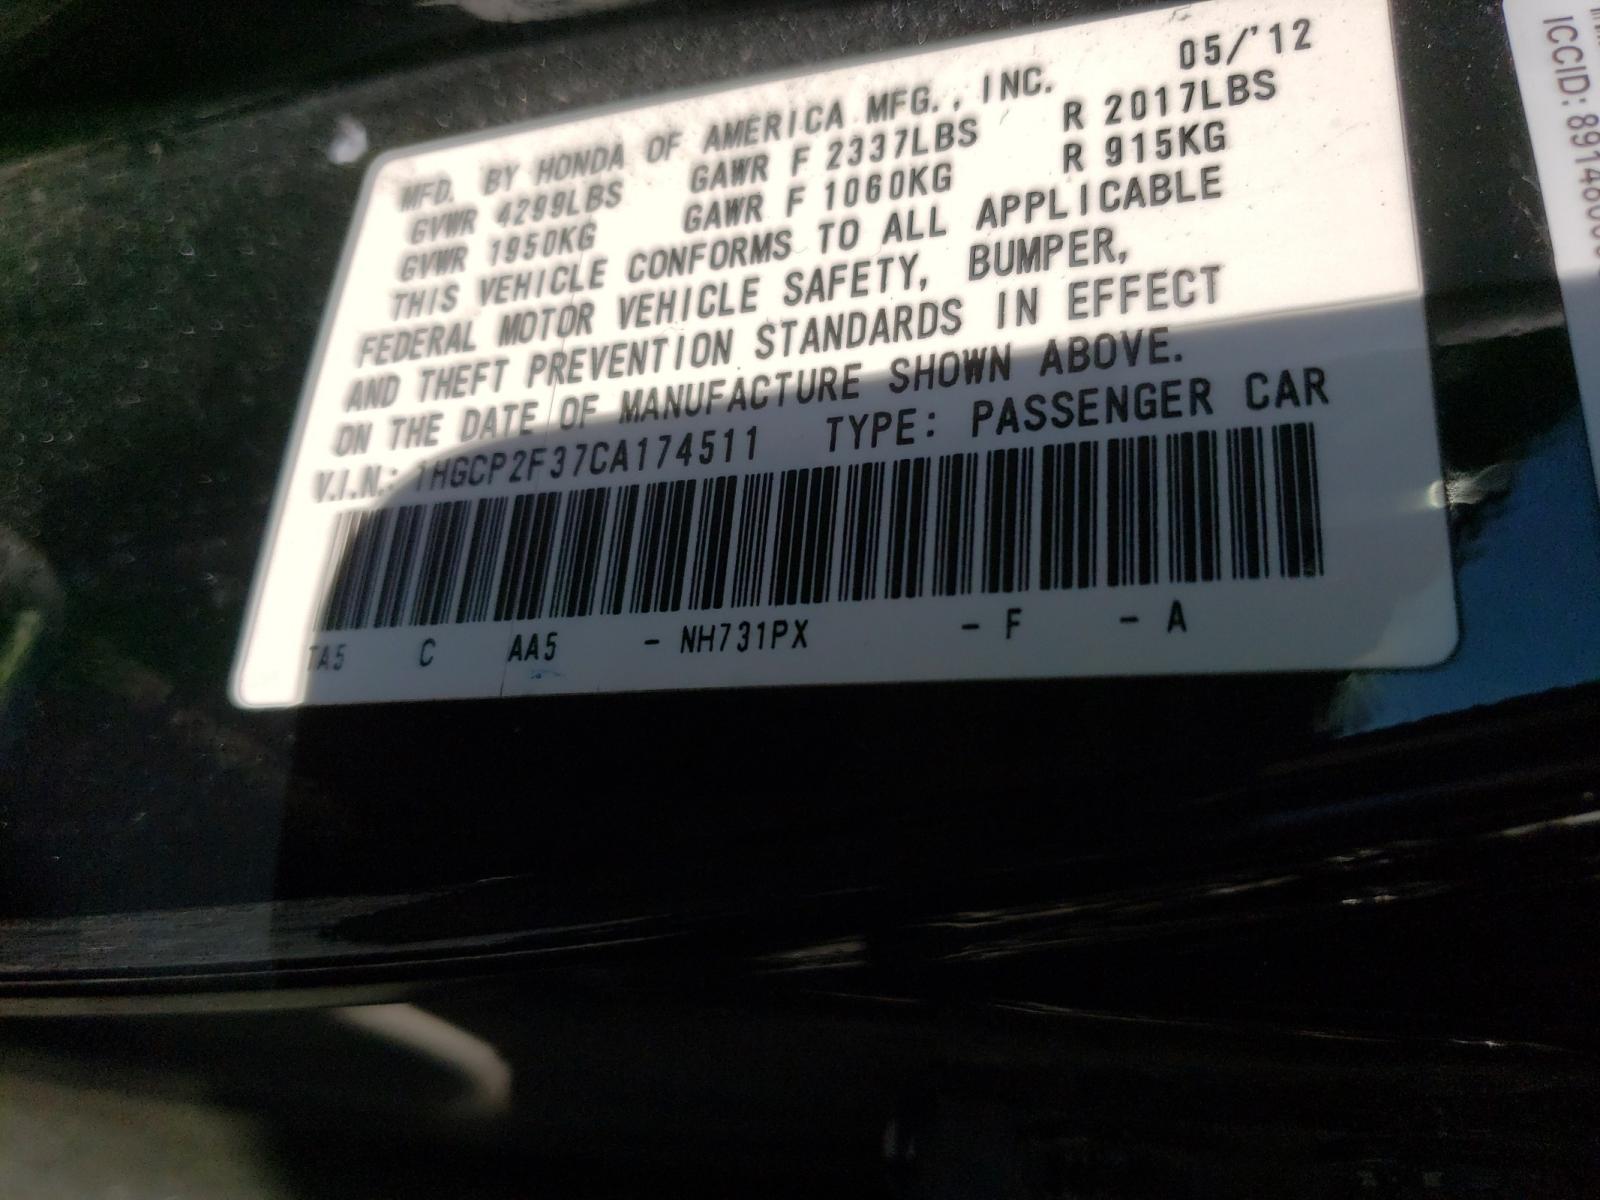 MFD. BY HONDA OF AMERICA MFG., INC. 05/'12
GVWR 4299LBS GAWR F 2337LBS R 2017LBS
GVWR 1950KG GAWR F 1060KG R 915KG
THIS VEHICLE CONFORMS TO ALL APPLICABLE
FEDERAL MOTOR VEHICLE SAFETY, BUMPER,
AND THEFT PREVENTION STANDARDS IN EFFECT
ON THE DATE OF MANUFACTURE SHOWN ABOVE.
V.I.N.: 1HGCP2F37CA174511 TYPE: PASSENGER CAR
TA5 C AA5 - NH731PX - F - A
ICCID: